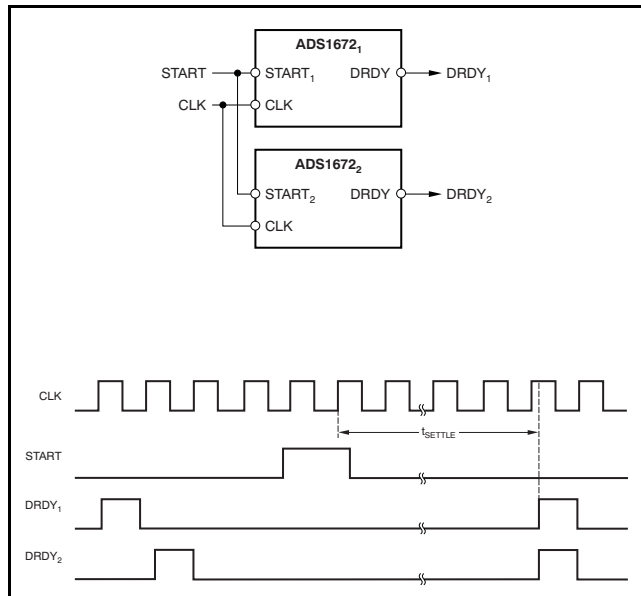 ADS1672₁
START
START₁
DRDY
DRDY₁
CLK
CLK
ADS1672₂
START₂
DRDY
DRDY₂
CLK
CLK
tSETTLE
START
DRDY₁
DRDY₂